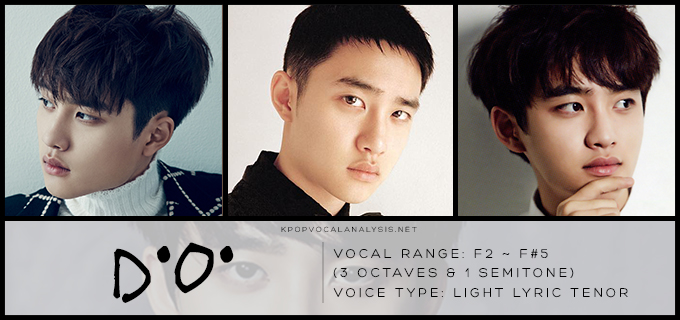 KPOPVOCALANALYSIS.NET
D•O•
VOCAL RANGE: F2 ~ F#5
(3 OCTAVES & 1 SEMITONE)
VOICE TYPE: LIGHT LYRIC TENOR